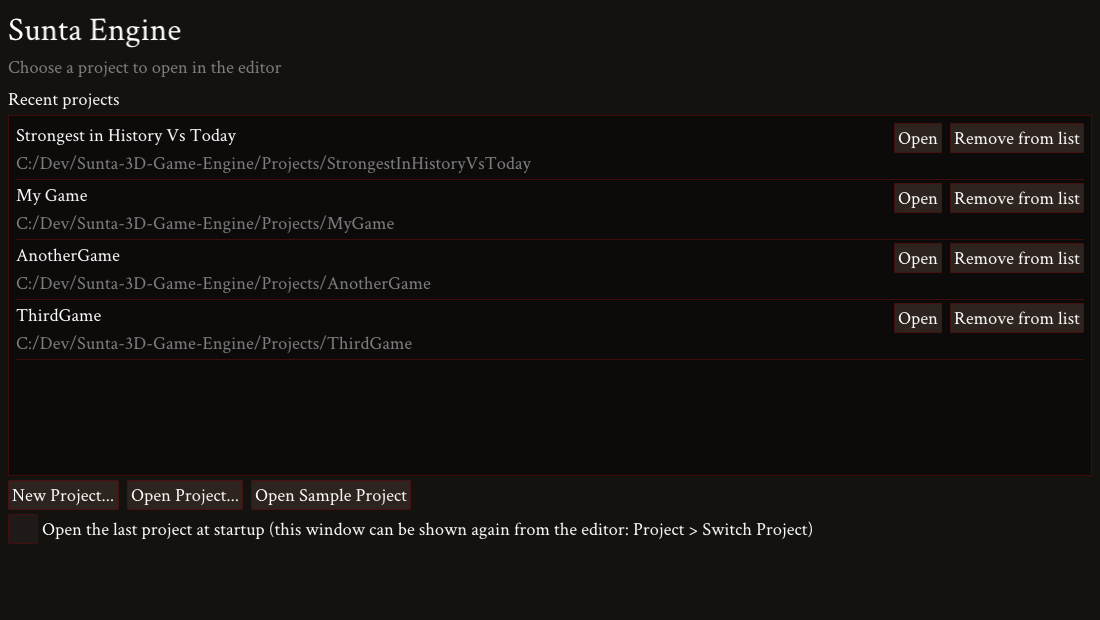 Sunta Engine
Choose a project to open in the editor
Recent projects
Strongest in History Vs Today
Open
Remove from list
C:/Dev/Sunta-3D-Game-Engine/Projects/StrongestInHistoryVsToday
My Game
Open
Remove from list
C:/Dev/Sunta-3D-Game-Engine/Projects/MyGame
AnotherGame
Open
Remove from list
C:/Dev/Sunta-3D-Game-Engine/Projects/AnotherGame
ThirdGame
Open
Remove from list
C:/Dev/Sunta-3D-Game-Engine/Projects/ThirdGame
New Project...
Open Project...
Open Sample Project
Open the last project at startup (this window can be shown again from the editor: Project > Switch Project)